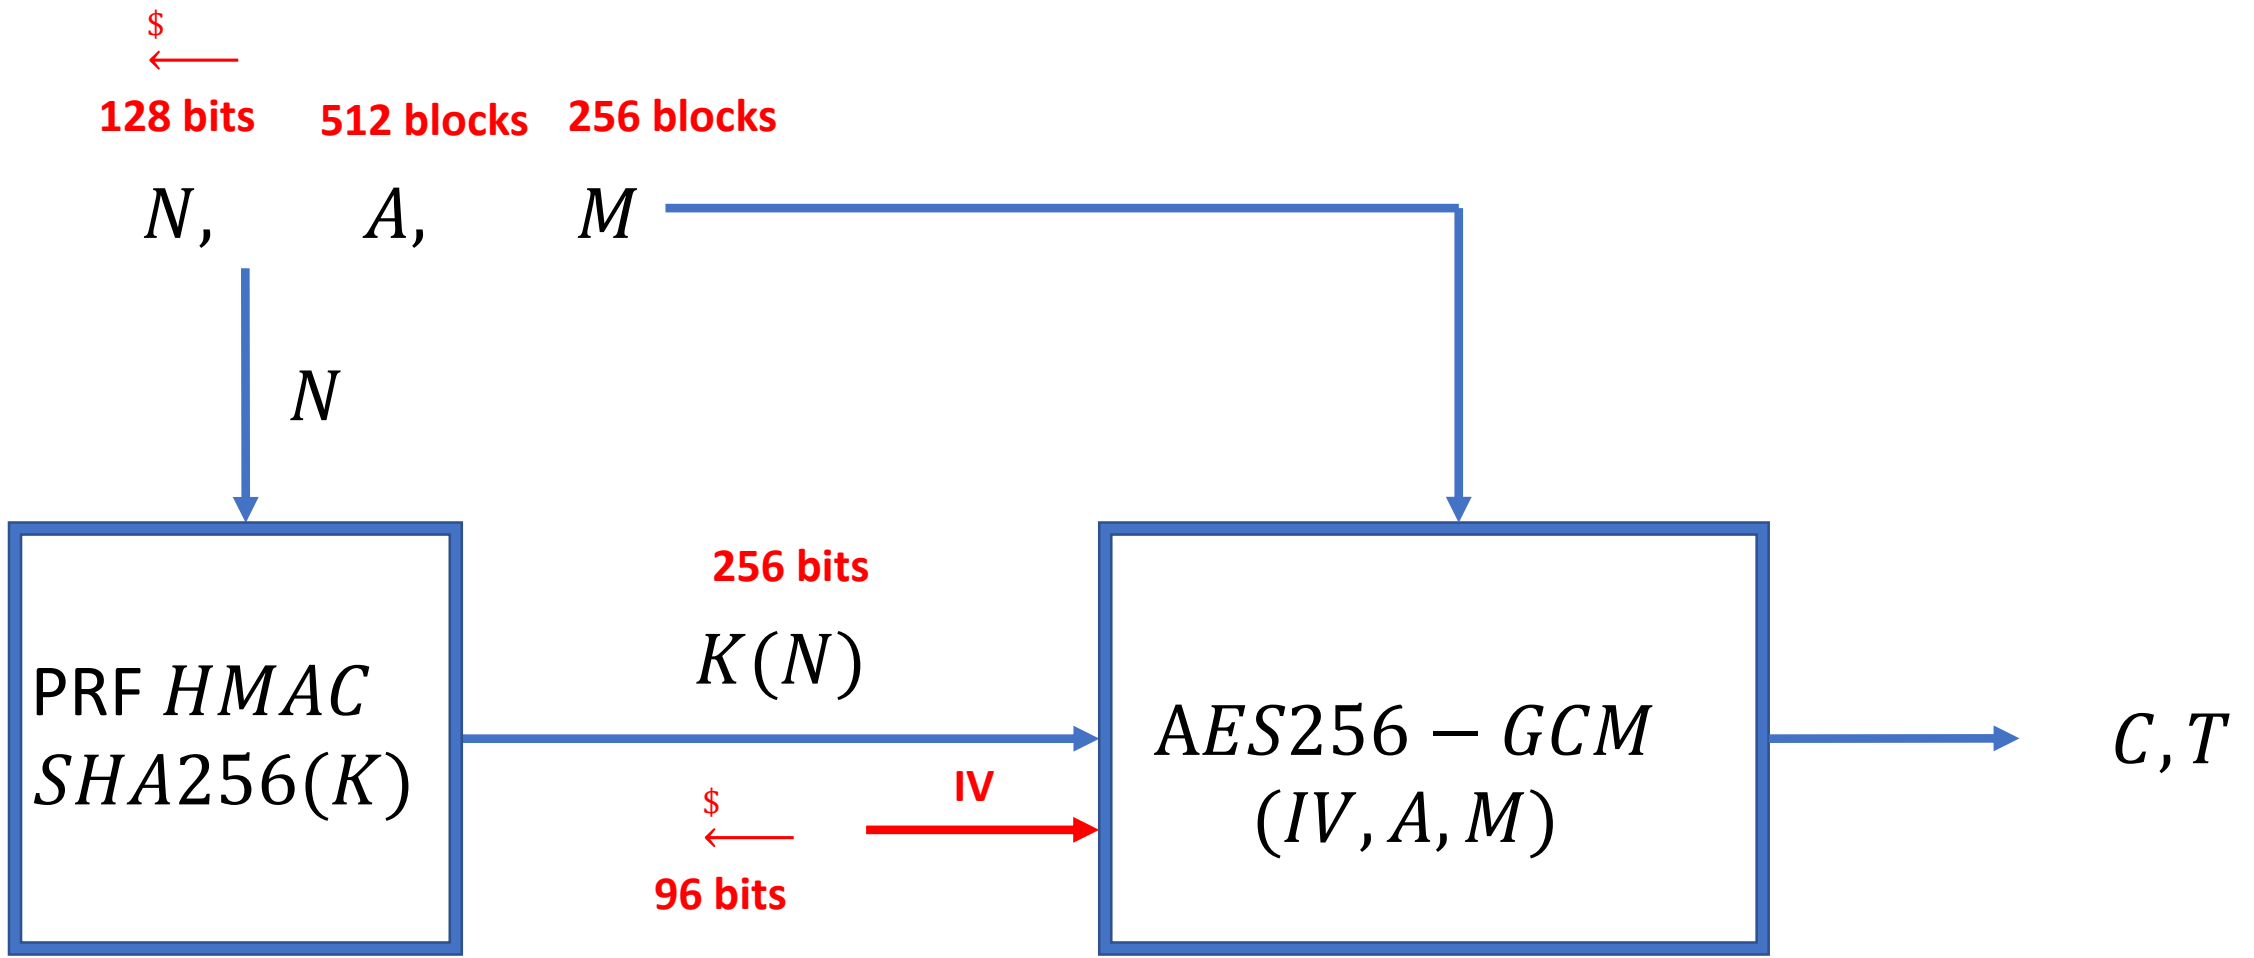 $
←
128 bits 512 blocks 256 blocks
N, A, M
N
256 bits
K(N)
PRF HMAC
SHA256(K)
AES256 − GCM
(IV, A, M)
C, T
IV
$
←
96 bits